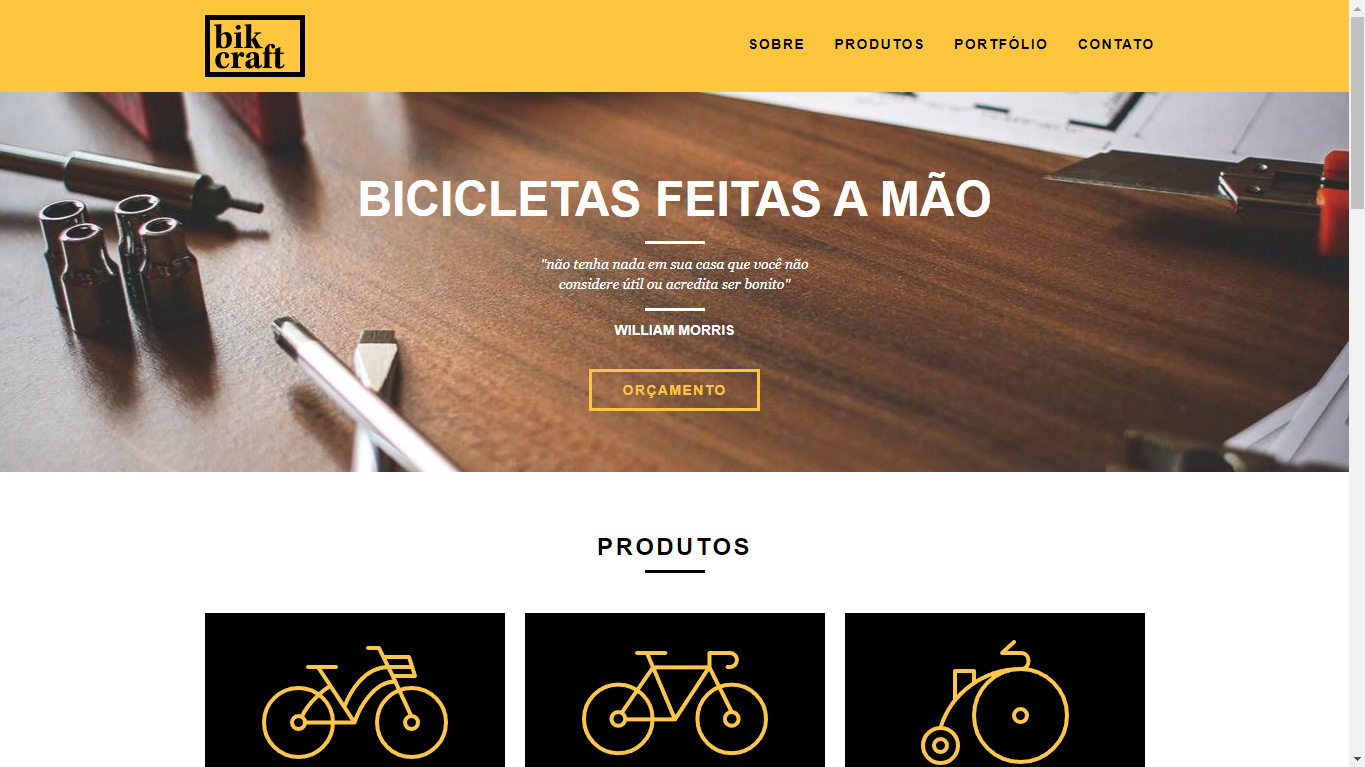 bik
craft
SOBRE PRODUTOS PORTFÓLIO CONTATO
BICICLETAS FEITAS A MÃO
"não tenha nada em sua casa que você não
considere útil ou acredita ser bonito"
WILLIAM MORRIS
ORÇAMENTO
PRODUTOS